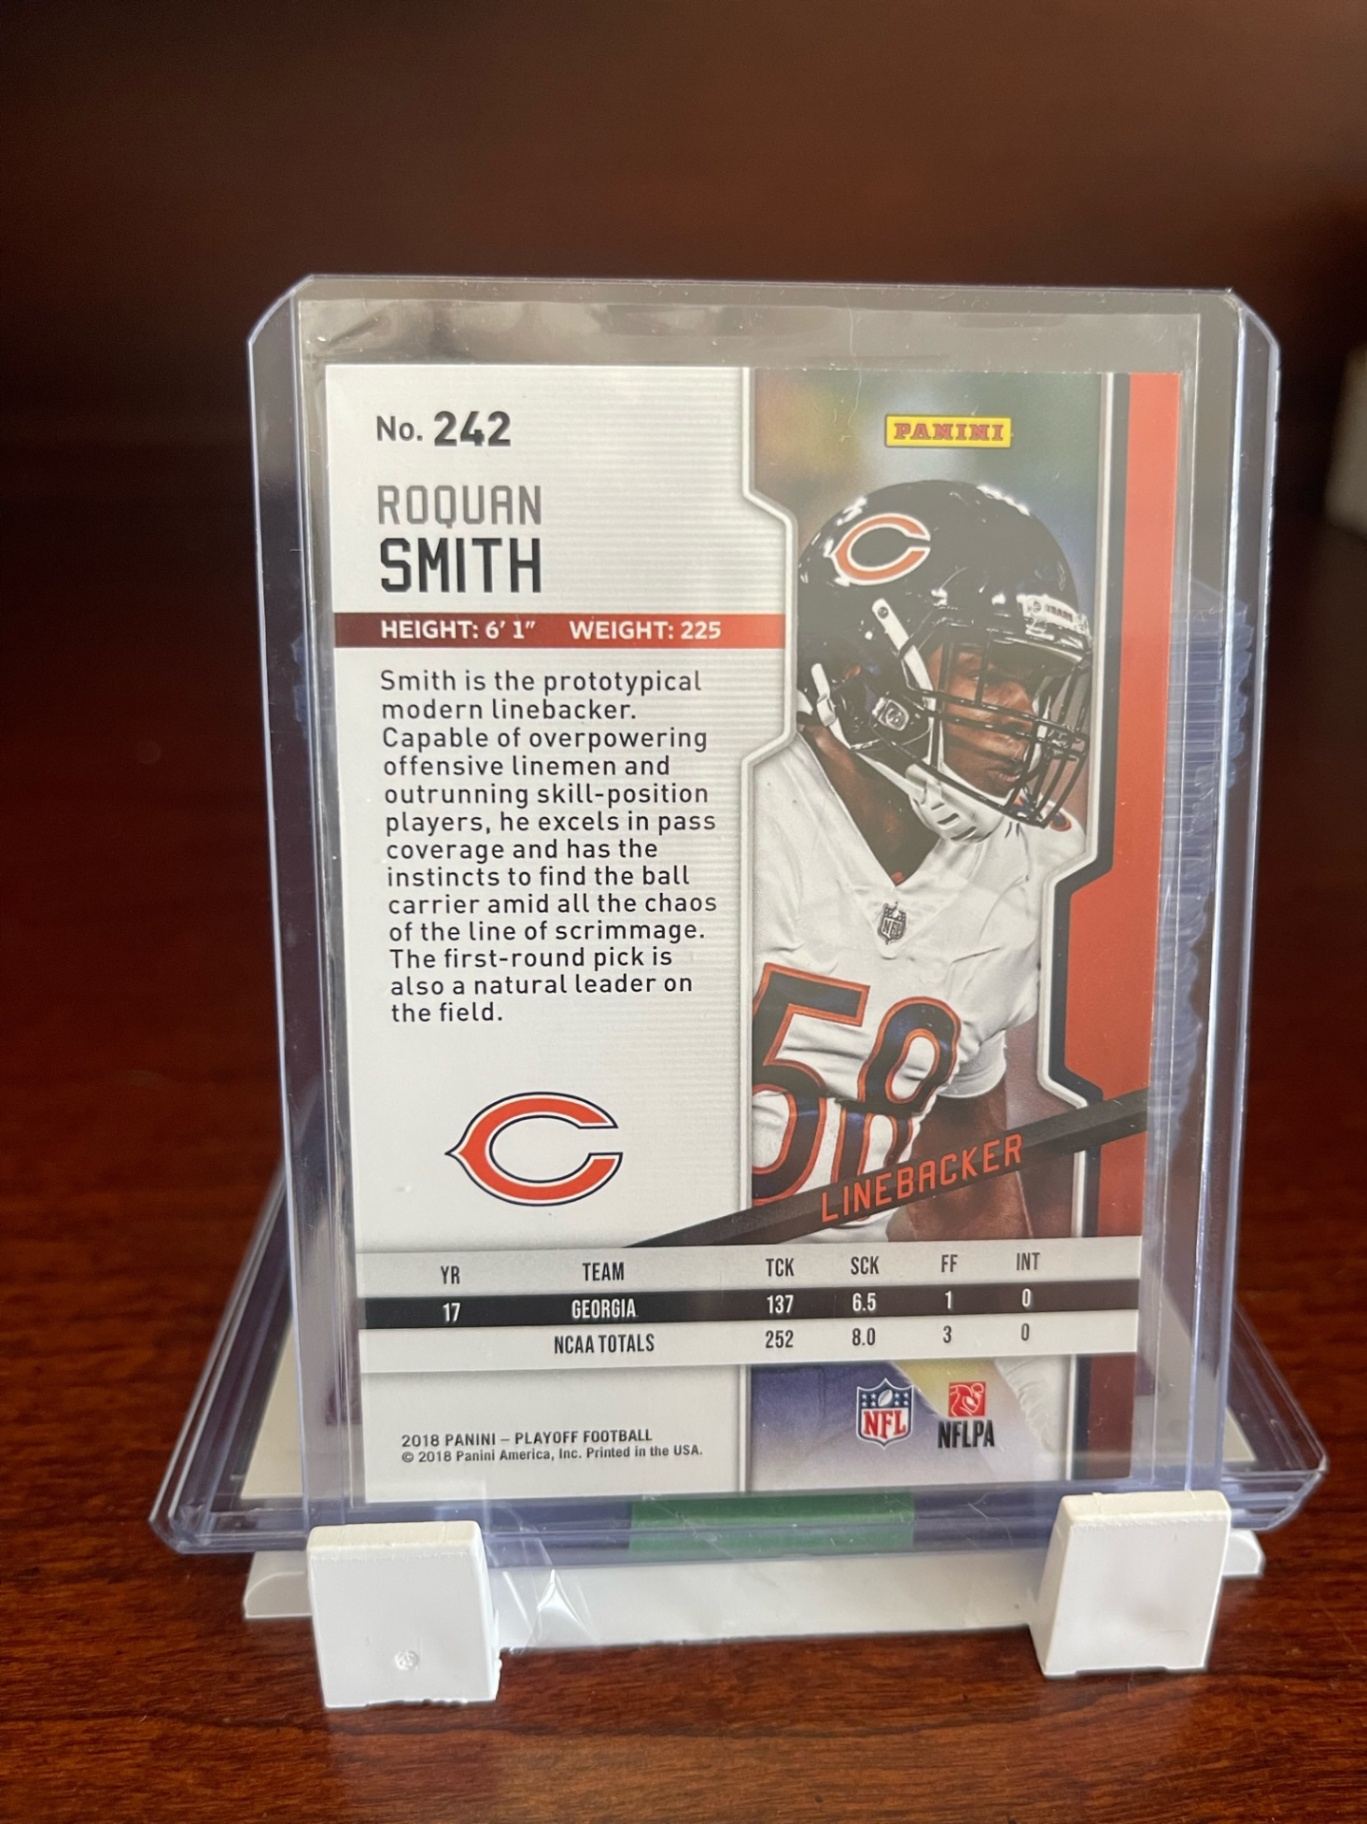 No. 242
PANINI
ROQUAN
SMITH
HEIGHT: 6' 1" WEIGHT: 225
Smith is the prototypical
modern linebacker.
Capable of overpowering
offensive linemen and
outrunning skill-position
players, he excels in pass
coverage and has the
instincts to find the ball
carrier amid all the chaos
of the line of scrimmage.
The first-round pick is
also a natural leader on
the field.
58
LINEBACKER
YR TEAM TCK SCK FF INT
17 GEORGIA 137 6.5 1 0
NCAA TOTALS 252 8.0 3 0
NFL
NFLPA
2018 PANINI – PLAYOFF FOOTBALL
© 2018 Panini America, Inc. Printed in the USA.